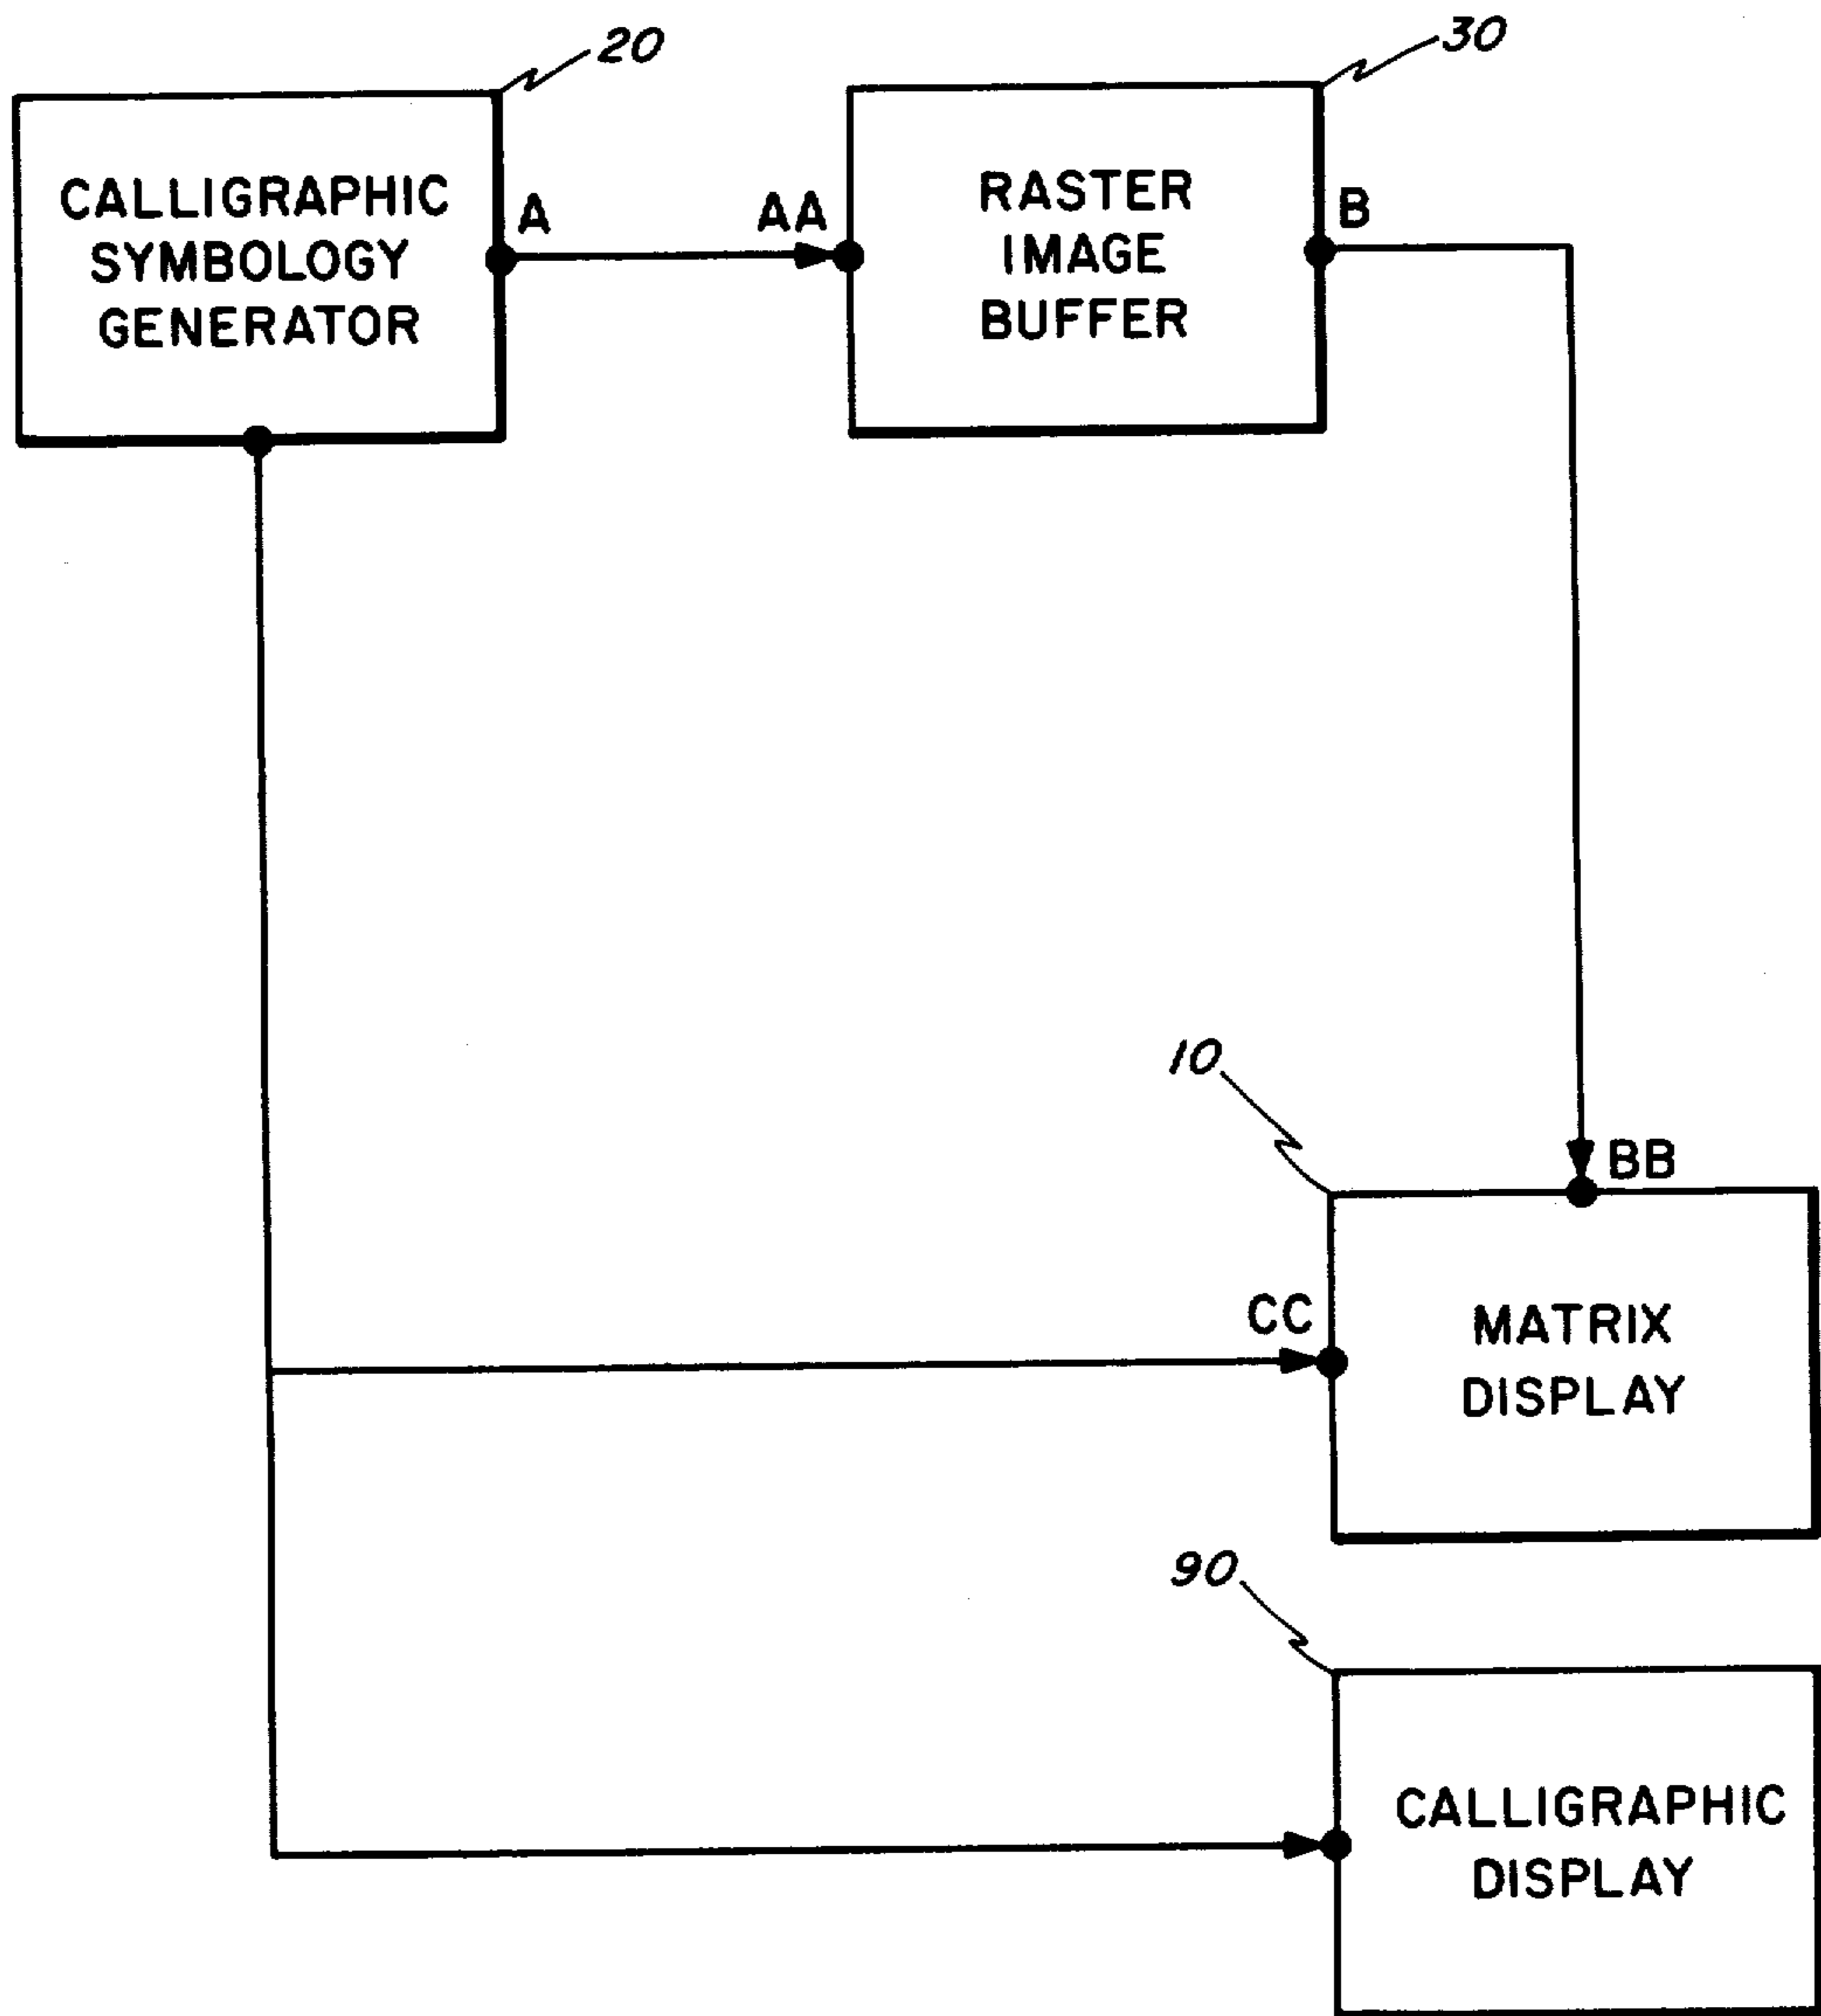 20
30
CALLIGRAPHIC
SYMBOLOGY
GENERATOR
A
AA
RASTER
IMAGE
BUFFER
B
10
BB
CC
MATRIX
DISPLAY
90
CALLIGRAPHIC
DISPLAY